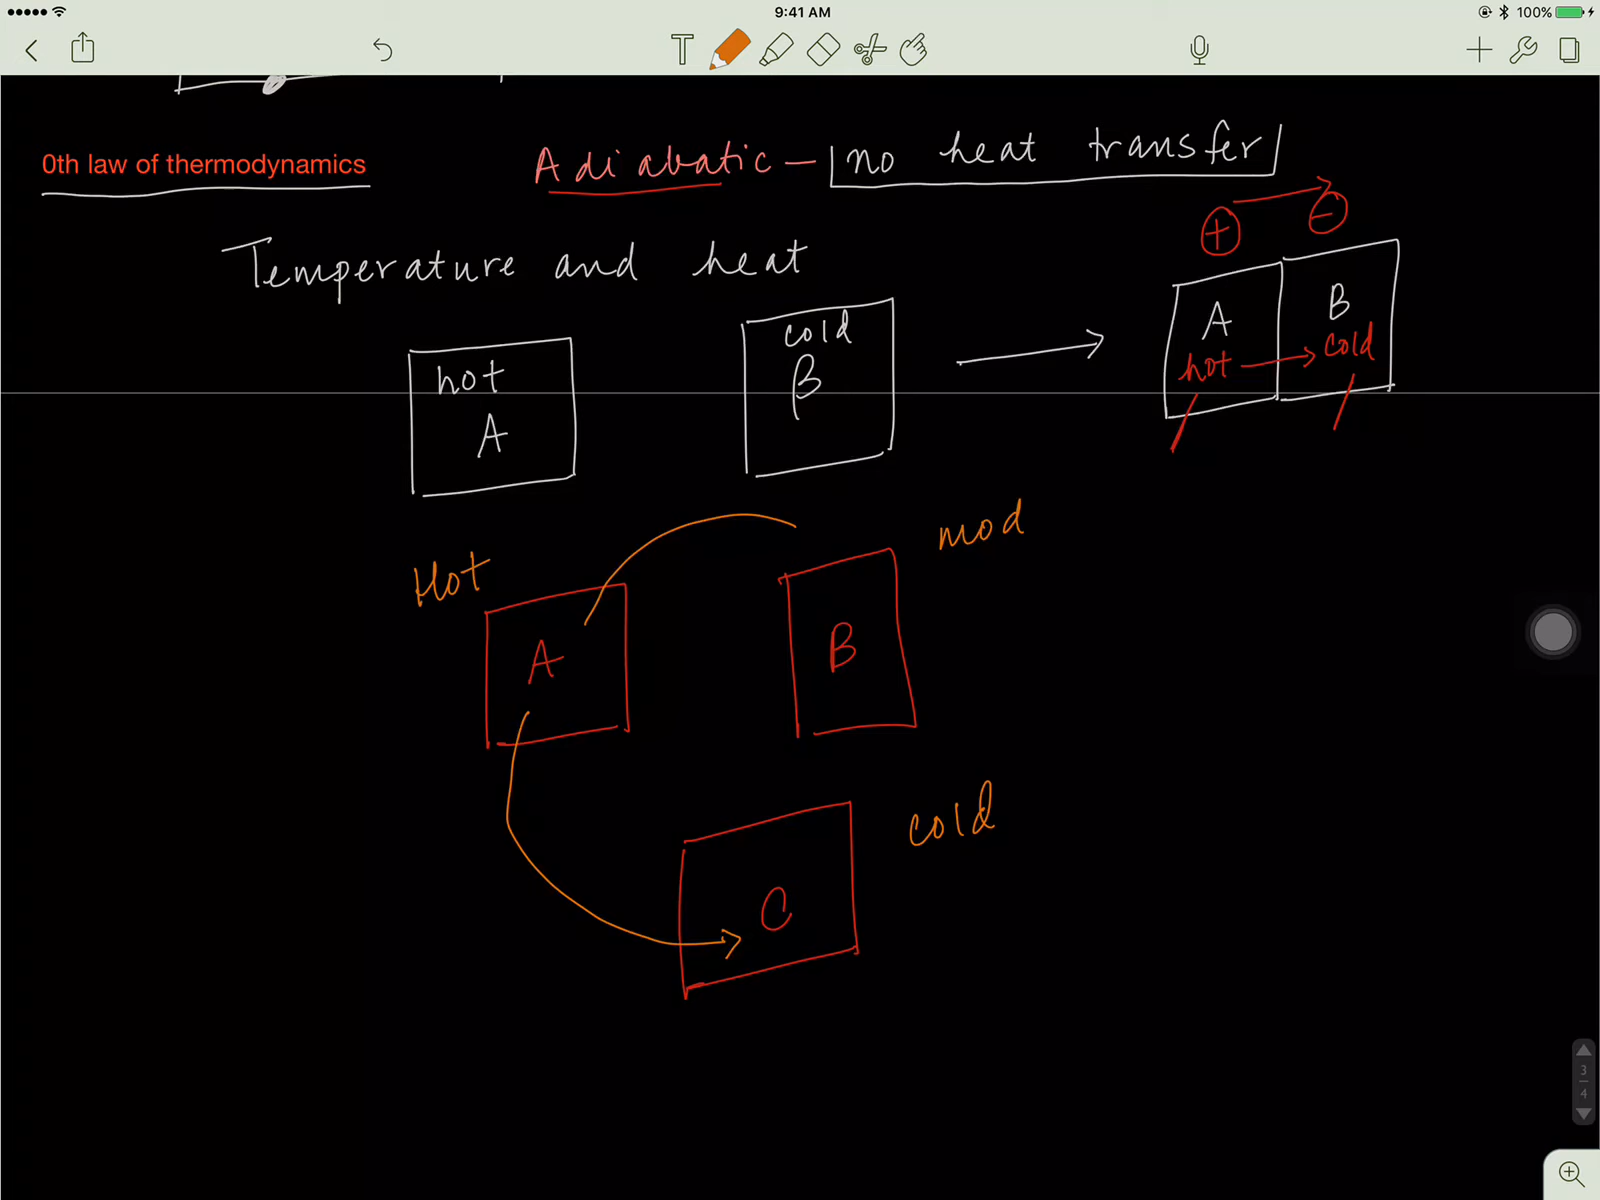 9:41 AM
100%
T
0th law of thermodynamics
Adiabatic — no heat transfer
+ −
Temperature and heat
hot
A
cold
B
A
hot
B
cold
Hot
mod
A
B
cold
C
3
4